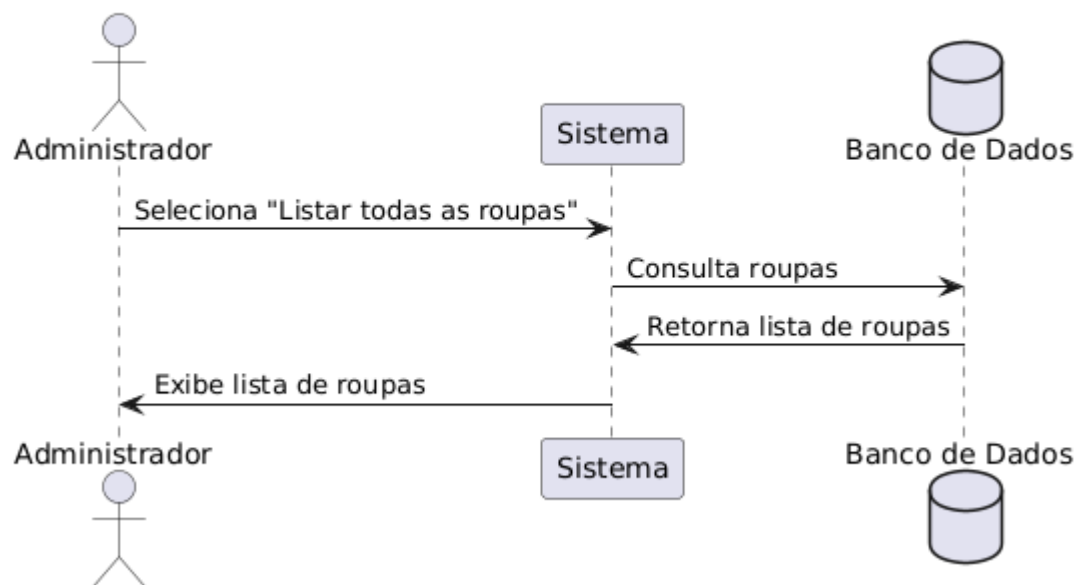 Administrador
Sistema
Banco de Dados
Seleciona "Listar todas as roupas"
Consulta roupas
Retorna lista de roupas
Exibe lista de roupas
Administrador
Sistema
Banco de Dados